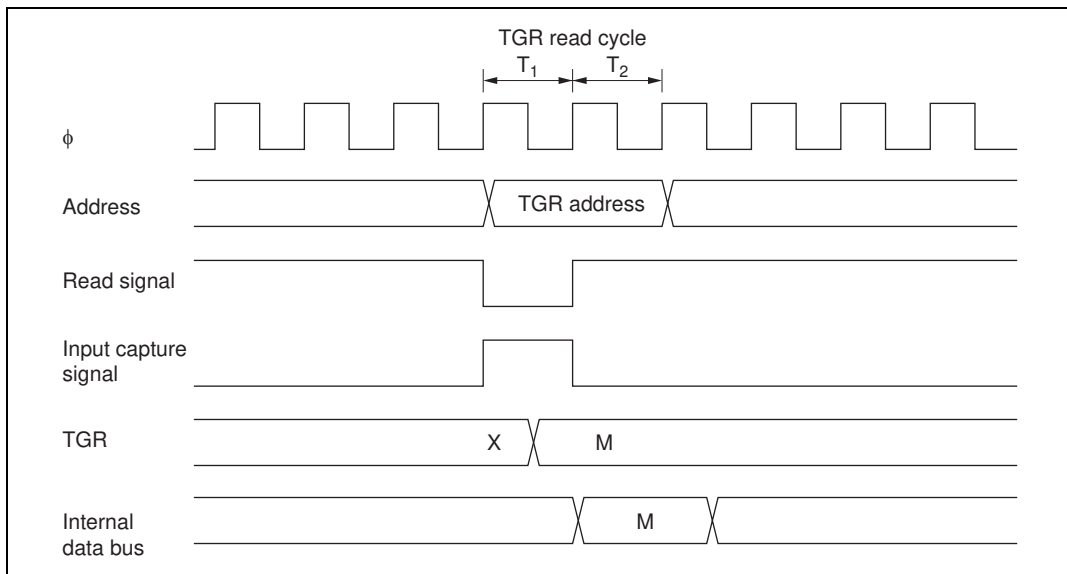 TGR read cycle
T1 T2
ϕ
Address
TGR address
Read signal
Input capture
signal
TGR
X
M
Internal
data bus
M